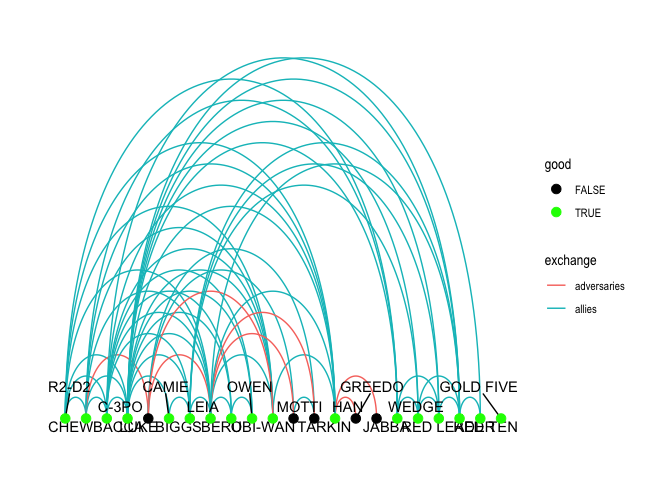 good
FALSE
TRUE
exchange
adversaries
allies
R2-D2 CAMIE OWEN GREEDO GOLD FIVE
C-3PO LEIA MOTTI HAN WEDGE
CHEWBACCA LUKE BIGGS BERU OBI-WAN TARKIN JABBA RED LEADER RED TEN